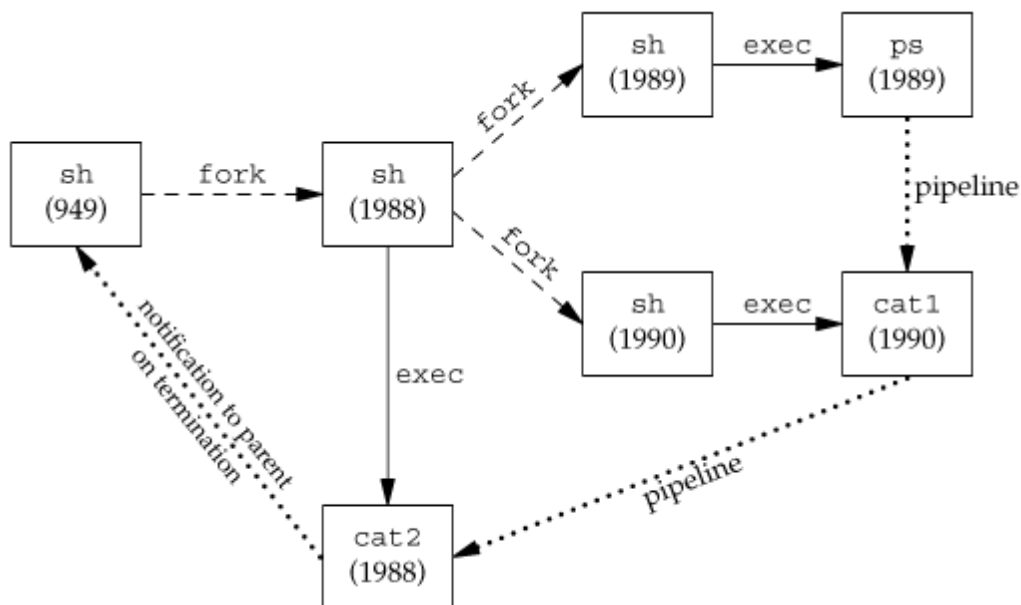 sh
(1989)
exec
ps
(1989)
fork
sh
(949)
fork
sh
(1988)
pipeline
fork
sh
(1990)
exec
cat1
(1990)
notification to parent
on termination
exec
pipeline
cat2
(1988)